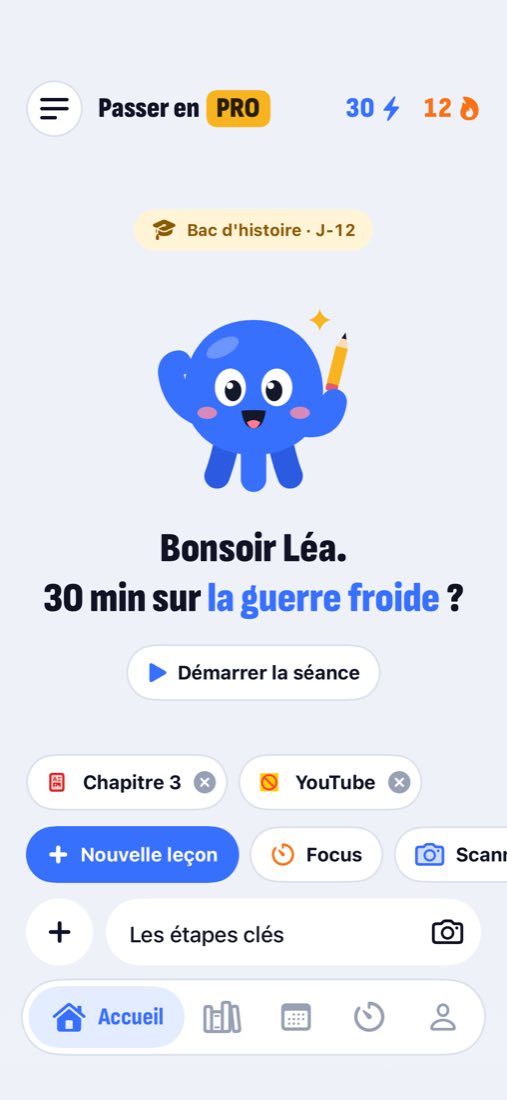 Passer en PRO
30
12
Bac d'histoire · J-12
Bonsoir Léa.
30 min sur la guerre froide ?
Démarrer la séance
Chapitre 3
YouTube
Nouvelle leçon
Focus
Scanr
Les étapes clés
Accueil